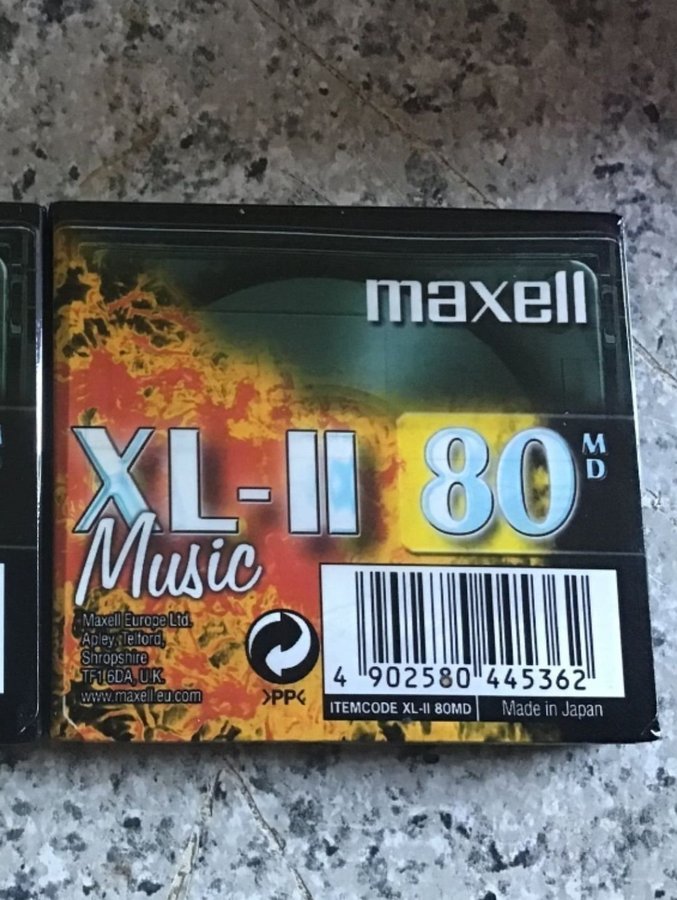 maxell
XL-II 80 MD
Music
Maxell Europe Ltd.
Apley, Telford,
Shropshire
TF1 6DA, U.K.
www.maxell.eu.com
>PP<
4 902580 445362
ITEMCODE XL-II 80MD
Made in Japan